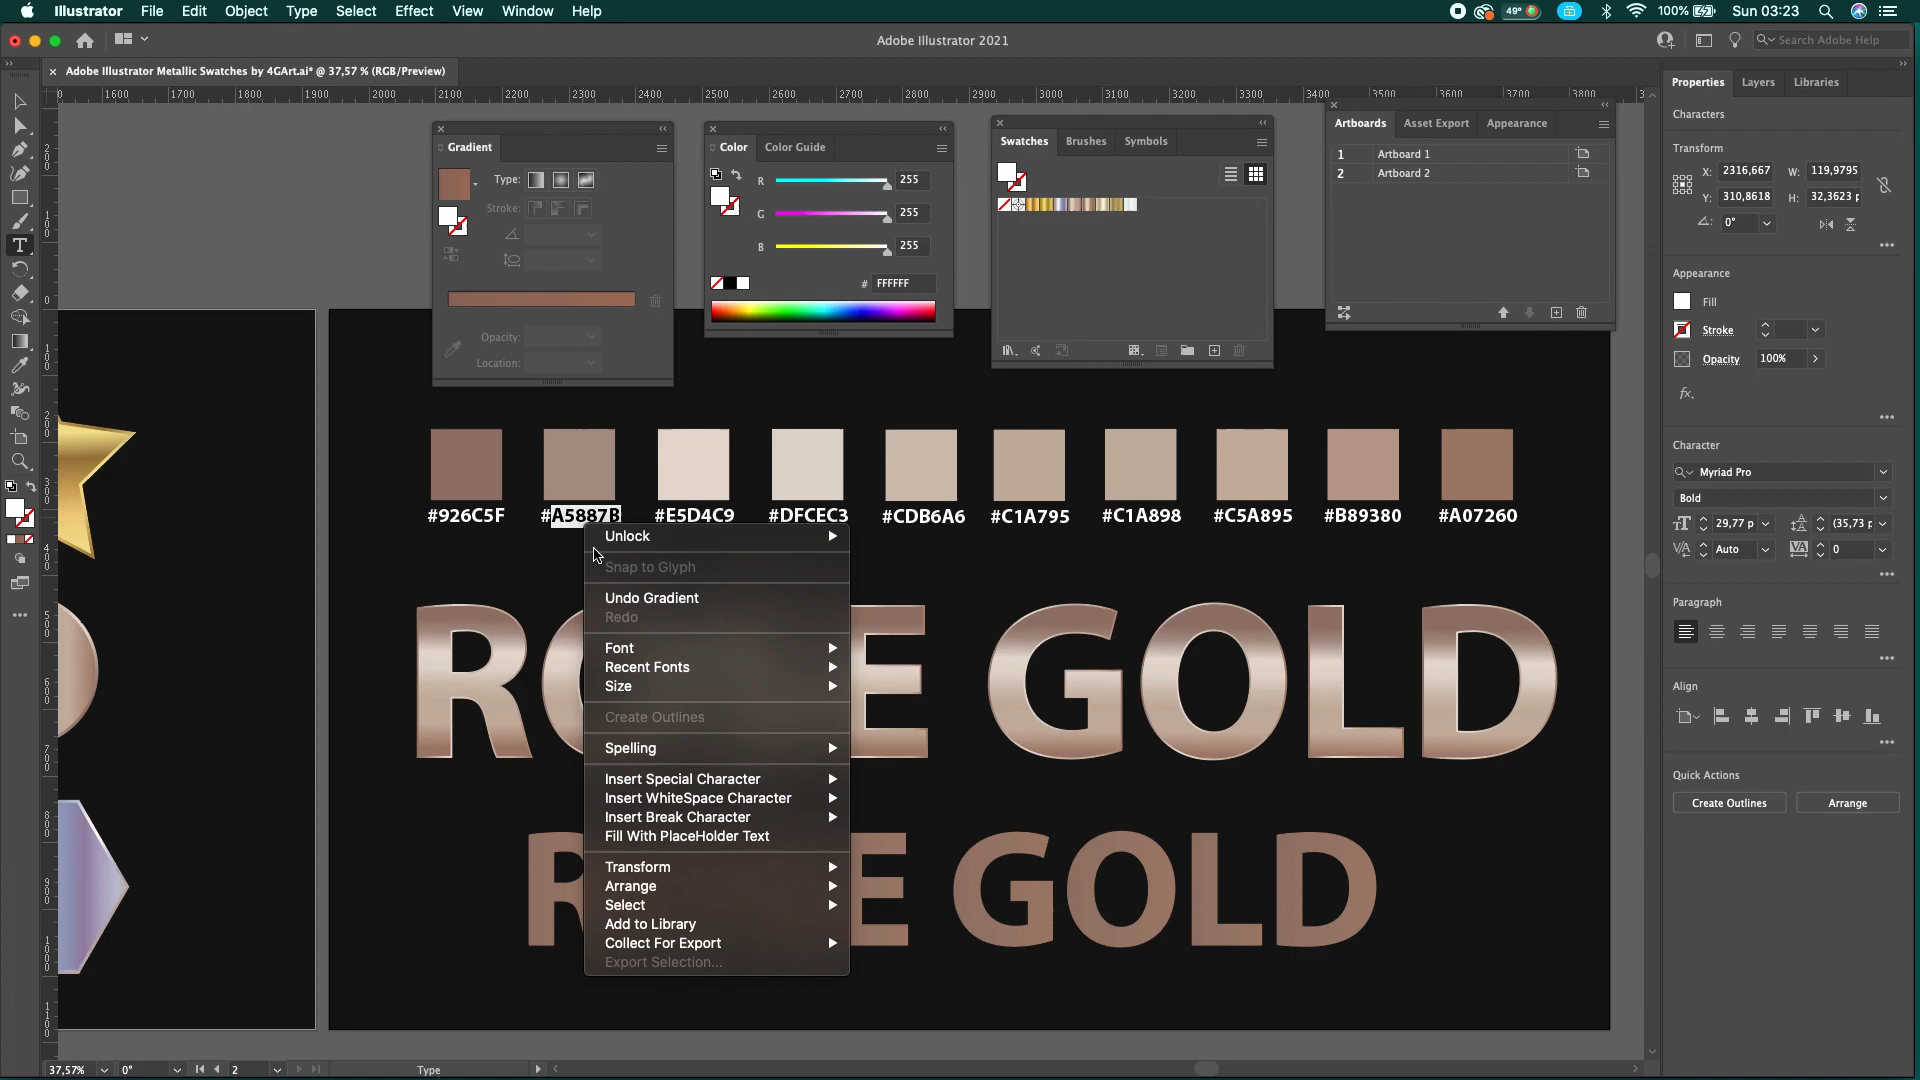 Illustrator File Edit Object Type Select Effect View Window Help
49° 100% Sun 03:23
Adobe Illustrator 2021
Search Adobe Help
Adobe Illustrator Metallic Swatches by 4GArt.ai* @ 37,57 % (RGB/Preview)
1600 1700 1800 1900 2000 2100 2200 2300 2400 2500 2600 2700 2800 2900 3000 3100 3200 3300 3400 3500 3600 3700 3800
Gradient
Type:
Stroke:
Opacity:
Location:
Color Color Guide
R 255
G 255
B 255
# FFFFFF
Swatches Brushes Symbols
Artboards Asset Export Appearance
1 Artboard 1
2 Artboard 2
#926C5F #A5887B #E5D4C9 #DFCEC3 #CDB6A6 #C1A795 #C1A898 #C5A895 #B89380 #A07260
Unlock
Snap to Glyph
Undo Gradient
Redo
Font
Recent Fonts
Size
Create Outlines
Spelling
Insert Special Character
Insert WhiteSpace Character
Insert Break Character
Fill With PlaceHolder Text
Transform
Arrange
Select
Add to Library
Collect For Export
Export Selection...
RO E GOLD
R E GOLD
Properties Layers Libraries
Characters
Transform
X: 2316,667 W: 119,9795
Y: 310,8618 H: 32,3623 p
0°
Appearance
Fill
Stroke
Opacity 100%
fx.
Character
Myriad Pro
Bold
29,77 p (35,73 p
Auto 0
Paragraph
Align
Quick Actions
Create Outlines Arrange
37,57% 0° 2 Type